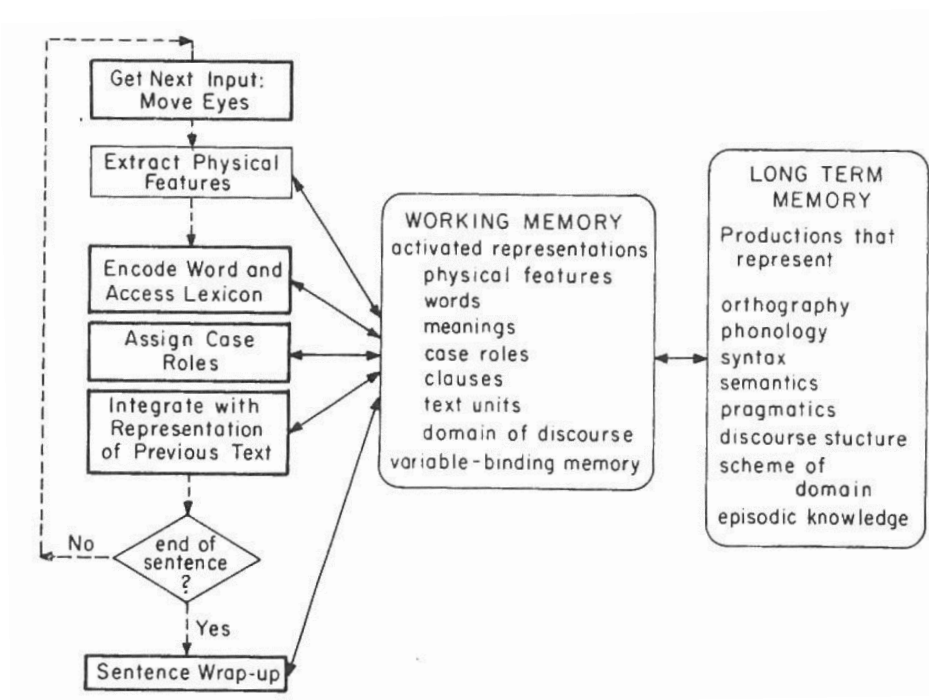 Get Next Input:
Move Eyes
Extract Physical
Features
Encode Word and
Access Lexicon
Assign Case
Roles
Integrate with
Representation
of Previous Text
No
end of
sentence
?
Yes
Sentence Wrap-up
WORKING MEMORY
activated representations
physical features
words
meanings
case roles
clauses
text units
domain of discourse
variable-binding memory
LONG TERM
MEMORY
Productions that
represent
orthography
phonology
syntax
semantics
pragmatics
discourse stucture
scheme of
domain
episodic knowledge